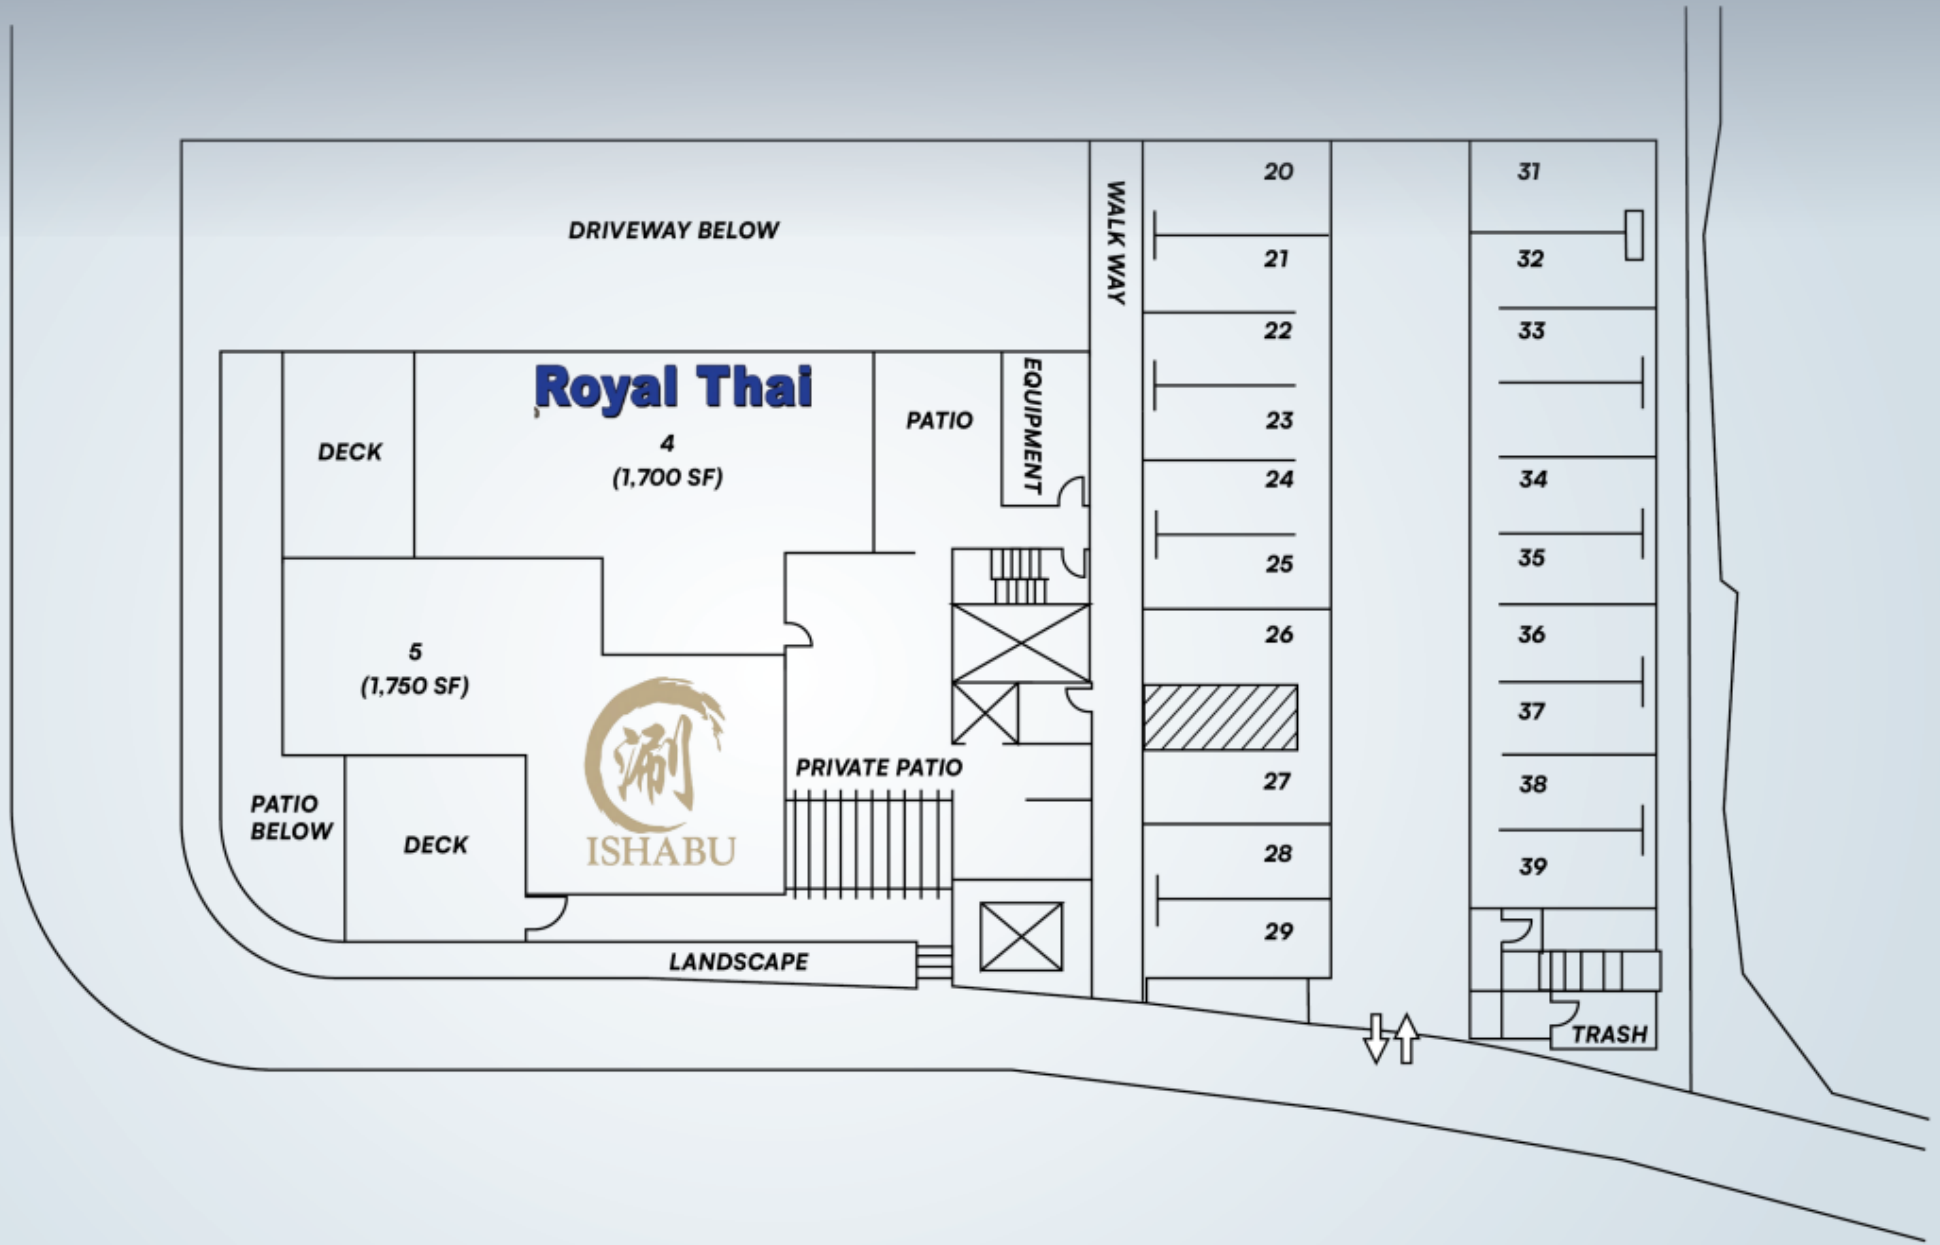 DRIVEWAY BELOW
WALK WAY
Royal Thai
4
(1,700 SF)
DECK
PATIO
EQUIPMENT
5
(1,750 SF)
涮
ISHABU
PRIVATE PATIO
PATIO
BELOW
DECK
LANDSCAPE
20
21
22
23
24
25
26
27
28
29
31
32
33
34
35
36
37
38
39
TRASH